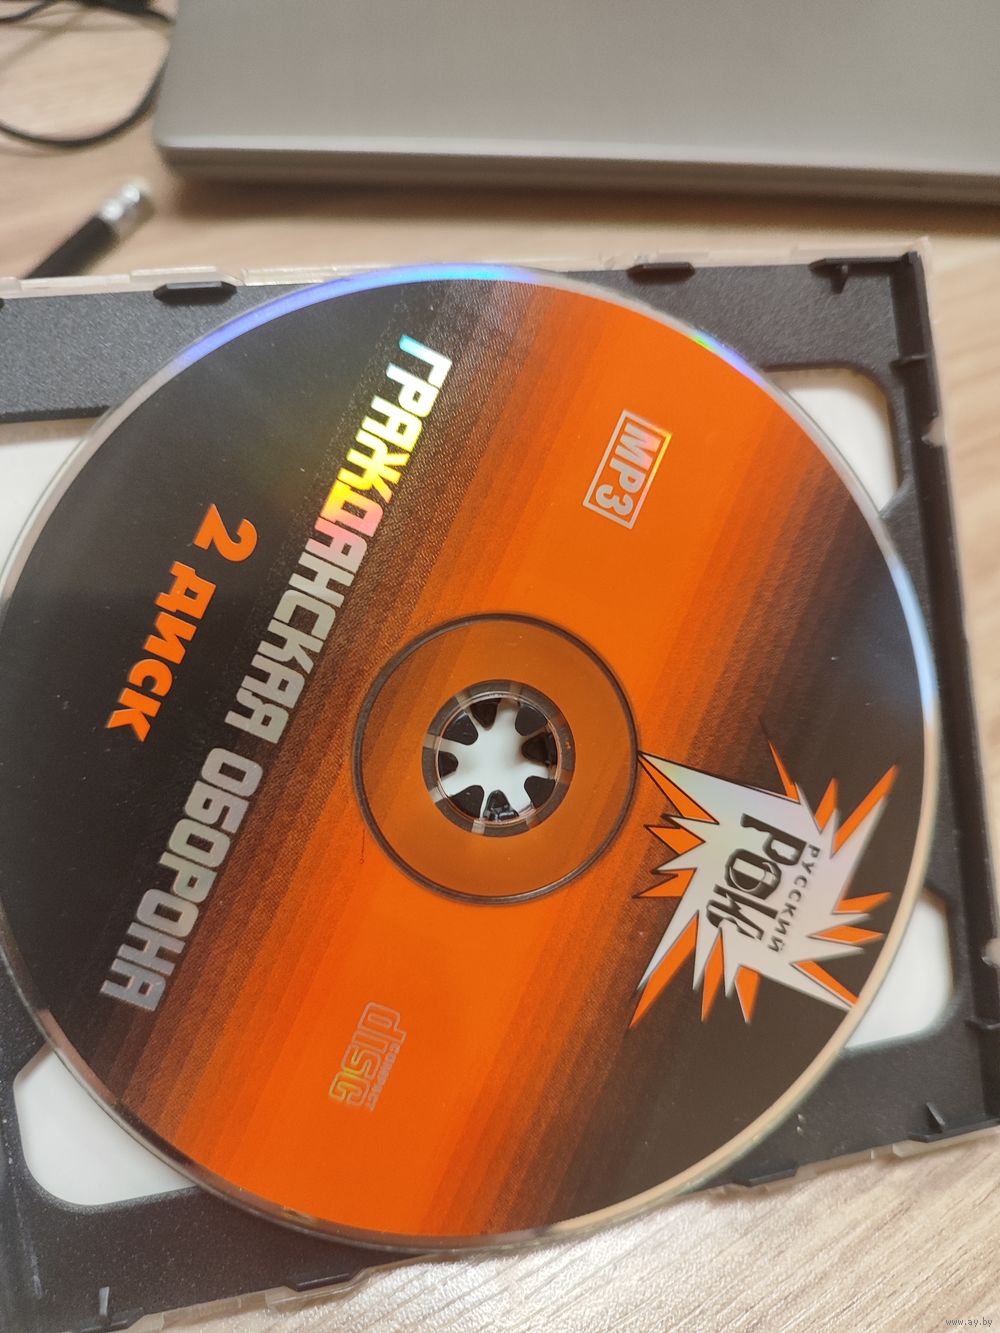 РУССКИЙ
РОК
MP3
COMPACT
disc
ГРАЖДАНСКАЯ ОБОРОНА
2 ДИСК
www.ay.by